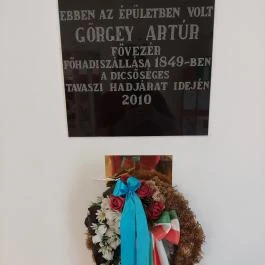 EBBEN AZ ÉPÜLETBEN VOLT
GÖRGEY ARTÚR
FŐVEZÉR
FŐHADISZÁLLÁSA 1849-BEN
A DICSŐSÉGES
TAVASZI HADJÁRAT IDEJÉN
2010